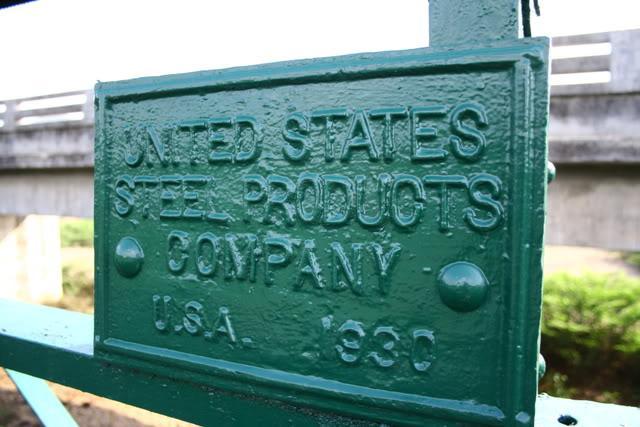 UNITED STATES
STEEL PRODUCTS
COMPANY
U.S.A. 1930